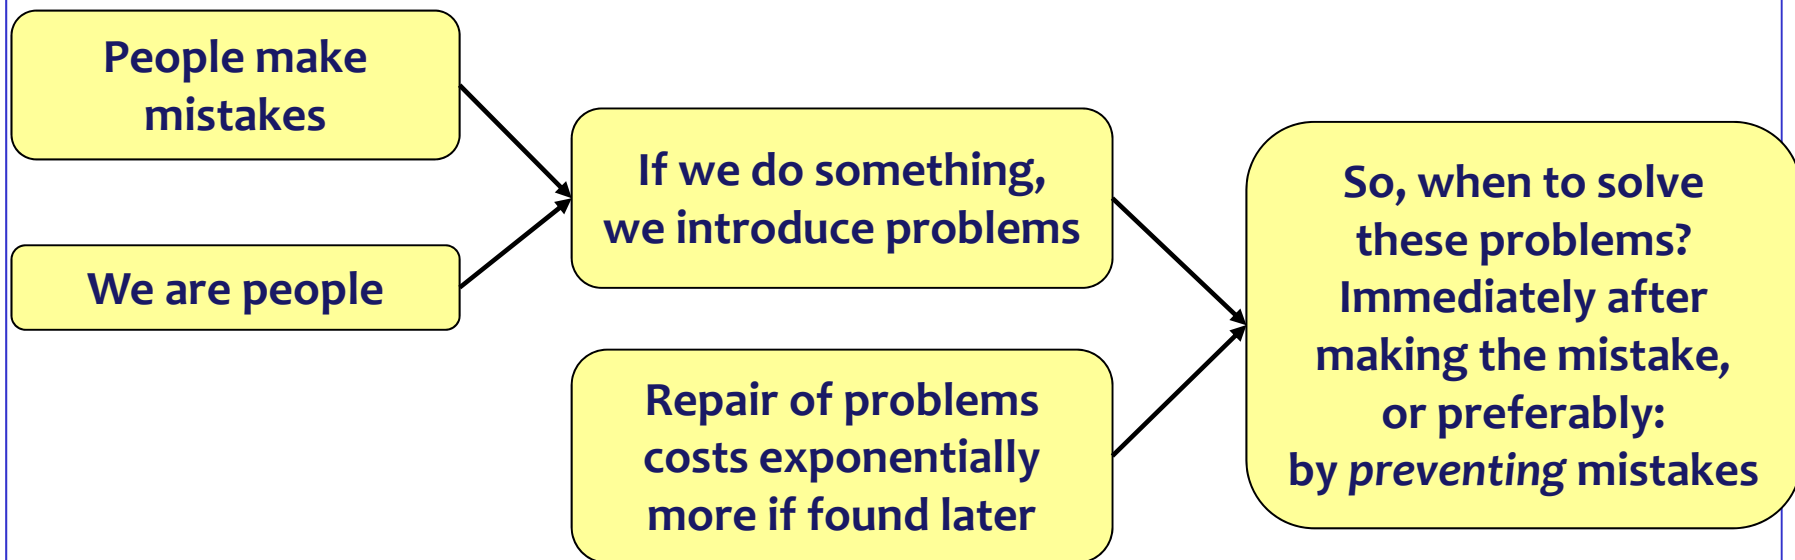 People make
mistakes
We are people
If we do something,
we introduce problems
Repair of problems
costs exponentially
more if found later
So, when to solve
these problems?
Immediately after
making the mistake,
or preferably:
by preventing mistakes